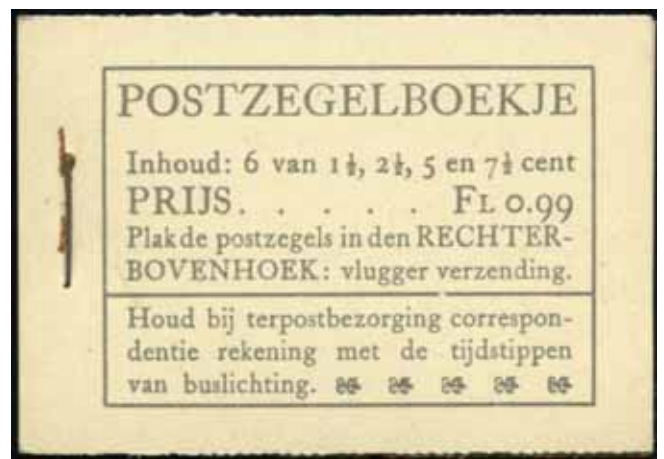 POSTZEGELBOEKJE
Inhoud: 6 van 1½, 2½, 5 en 7½ cent
PRIJS. . . . . . FL 0.99
Plak de postzegels in den RECHTER-
BOVENHOEK: vlugger verzending.
Houd bij terpostbezorging correspon-
dentie rekening met de tijdstippen
van buslichting.